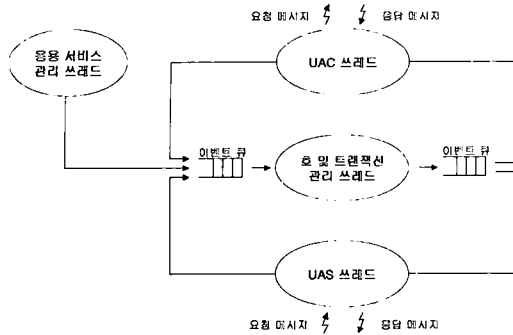 요청 메시지
응답 메시지
응용 서비스
관리 쓰레드
UAC 쓰레드
이벤트 큐
호 및 트랜잭션
관리 쓰레드
이벤트 큐
UAS 쓰레드
요청 메시지
응답 메시지